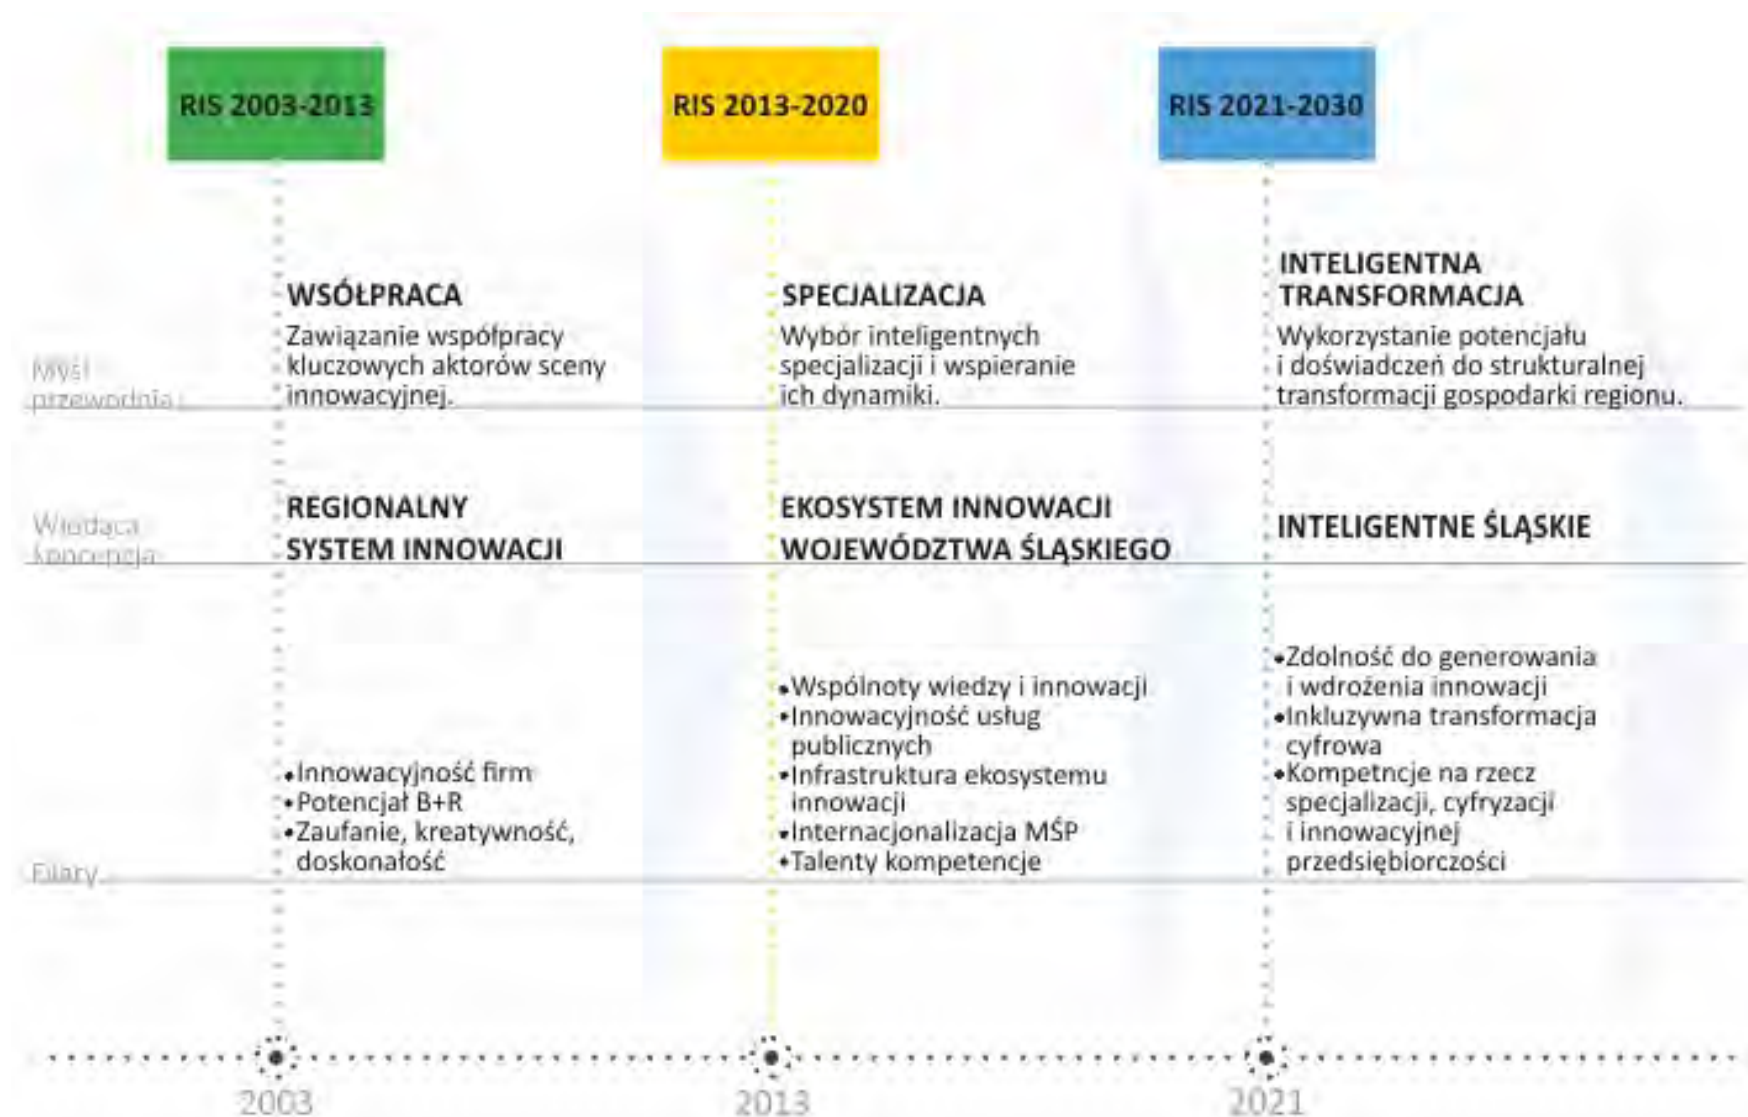 RIS 2003-2013
RIS 2013-2020
RIS 2021-2030
Myśl
przewodnia
WSÓŁPRACA
Zawiązanie współpracy
kluczowych aktorów sceny
innowacyjnej.
SPECJALIZACJA
Wybór inteligentnych
specjalizacji i wspieranie
ich dynamiki.
INTELIGENTNA
TRANSFORMACJA
Wykorzystanie potencjału
i doświadczeń do strukturalnej
transformacji gospodarki regionu.
Wiodąca
koncepcja
REGIONALNY
SYSTEM INNOWACJI
EKOSYSTEM INNOWACJI
WOJEWÓDZTWA ŚLĄSKIEGO
INTELIGENTNE ŚLĄSKIE
Filary
•Innowacyjność firm
•Potencjał B+R
•Zaufanie, kreatywność,
doskonałość
•Wspólnoty wiedzy i innowacji
•Innowacyjność usług
publicznych
•Infrastruktura ekosystemu
innowacji
•Internacjonalizacja MŚP
•Talenty kompetencje
•Zdolność do generowania
i wdrożenia innowacji
•Inkluzywna transformacja
cyfrowa
•Kompetncje na rzecz
specjalizacji, cyfryzacji
i innowacyjnej
przedsiębiorczości
2003
2013
2021